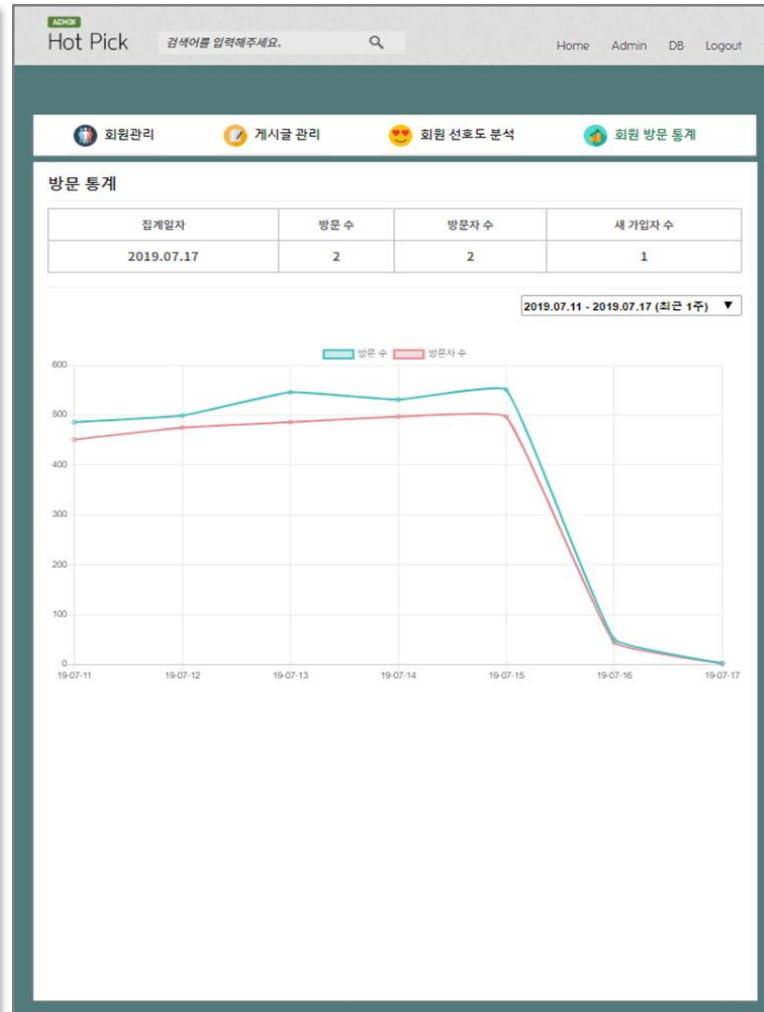 ADMIN
Hot Pick 검색어를 입력해주세요. Home Admin DB Logout
회원관리 게시글 관리 회원 선호도 분석 회원 방문 통계
방문 통계
집계일자 방문 수 방문자 수 새 가입자 수
2019.07.17 2 2 1
2019.07.11 - 2019.07.17 (최근 1주) ▼
방문 수 방문자 수
600
500
400
300
200
100
0
19-07-11 19-07-12 19-07-13 19-07-14 19-07-15 19-07-16 19-07-17